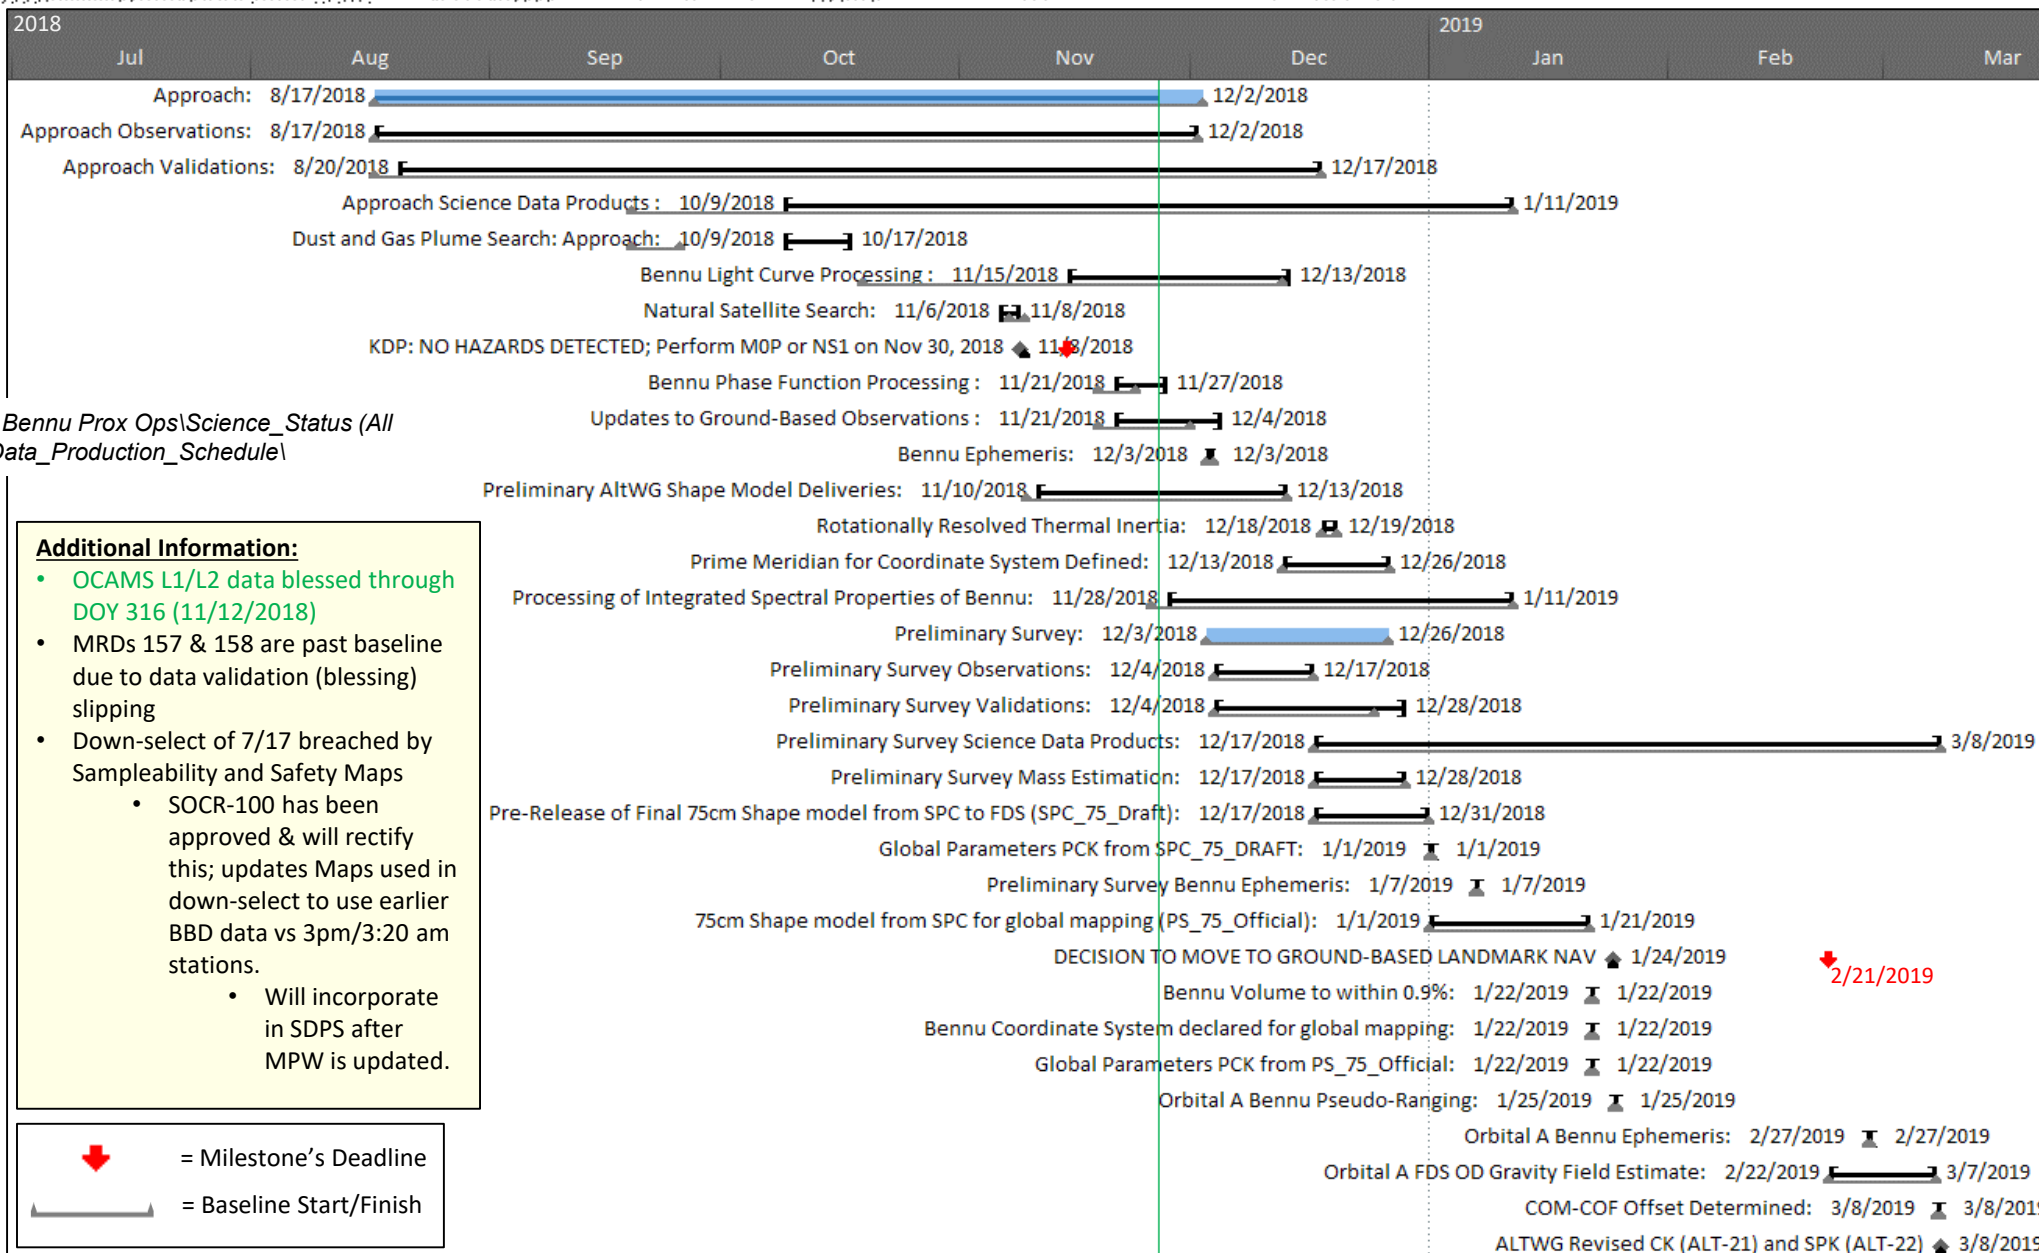 2018
2019
Jul Aug Sep Oct Nov Dec Jan Feb Mar
Approach: 8/17/2018 12/2/2018
Approach Observations: 8/17/2018 12/2/2018
Approach Validations: 8/20/2018 12/17/2018
Approach Science Data Products : 10/9/2018 1/11/2019
Dust and Gas Plume Search: Approach: 10/9/2018 10/17/2018
Bennu Light Curve Processing : 11/15/2018 12/13/2018
Natural Satellite Search: 11/6/2018 11/8/2018
KDP: NO HAZARDS DETECTED; Perform M0P or NS1 on Nov 30, 2018 11/8/2018
Bennu Phase Function Processing : 11/21/2018 11/27/2018
Bennu Prox Ops\Science_Status (All
Data_Production_Schedule\
Updates to Ground-Based Observations : 11/21/2018 12/4/2018
Bennu Ephemeris: 12/3/2018 12/3/2018
Preliminary AltWG Shape Model Deliveries: 11/10/2018 12/13/2018
Rotationally Resolved Thermal Inertia: 12/18/2018 12/19/2018
Prime Meridian for Coordinate System Defined: 12/13/2018 12/26/2018
Processing of Integrated Spectral Properties of Bennu: 11/28/2018 1/11/2019
Preliminary Survey: 12/3/2018 12/26/2018
Preliminary Survey Observations: 12/4/2018 12/17/2018
Preliminary Survey Validations: 12/4/2018 12/28/2018
Preliminary Survey Science Data Products: 12/17/2018 3/8/2019
Preliminary Survey Mass Estimation: 12/17/2018 12/28/2018
Pre-Release of Final 75cm Shape model from SPC to FDS (SPC_75_Draft): 12/17/2018 12/31/2018
Global Parameters PCK from SPC_75_DRAFT: 1/1/2019 1/1/2019
Preliminary Survey Bennu Ephemeris: 1/7/2019 1/7/2019
75cm Shape model from SPC for global mapping (PS_75_Official): 1/1/2019 1/21/2019
DECISION TO MOVE TO GROUND-BASED LANDMARK NAV 1/24/2019 2/21/2019
Bennu Volume to within 0.9%: 1/22/2019 1/22/2019
Bennu Coordinate System declared for global mapping: 1/22/2019 1/22/2019
Global Parameters PCK from PS_75_Official: 1/22/2019 1/22/2019
Orbital A Bennu Pseudo-Ranging: 1/25/2019 1/25/2019
Orbital A Bennu Ephemeris: 2/27/2019 2/27/2019
Orbital A FDS OD Gravity Field Estimate: 2/22/2019 3/7/2019
COM-COF Offset Determined: 3/8/2019 3/8/2019
ALTWG Revised CK (ALT-21) and SPK (ALT-22) 3/8/2019
Additional Information:
• OCAMS L1/L2 data blessed through
DOY 316 (11/12/2018)
• MRDs 157 & 158 are past baseline
due to data validation (blessing)
slipping
• Down-select of 7/17 breached by
Sampleability and Safety Maps
• SOCR-100 has been
approved & will rectify
this; updates Maps used in
down-select to use earlier
BBD data vs 3pm/3:20 am
stations.
• Will incorporate
in SDPS after
MPW is updated.
= Milestone's Deadline
= Baseline Start/Finish